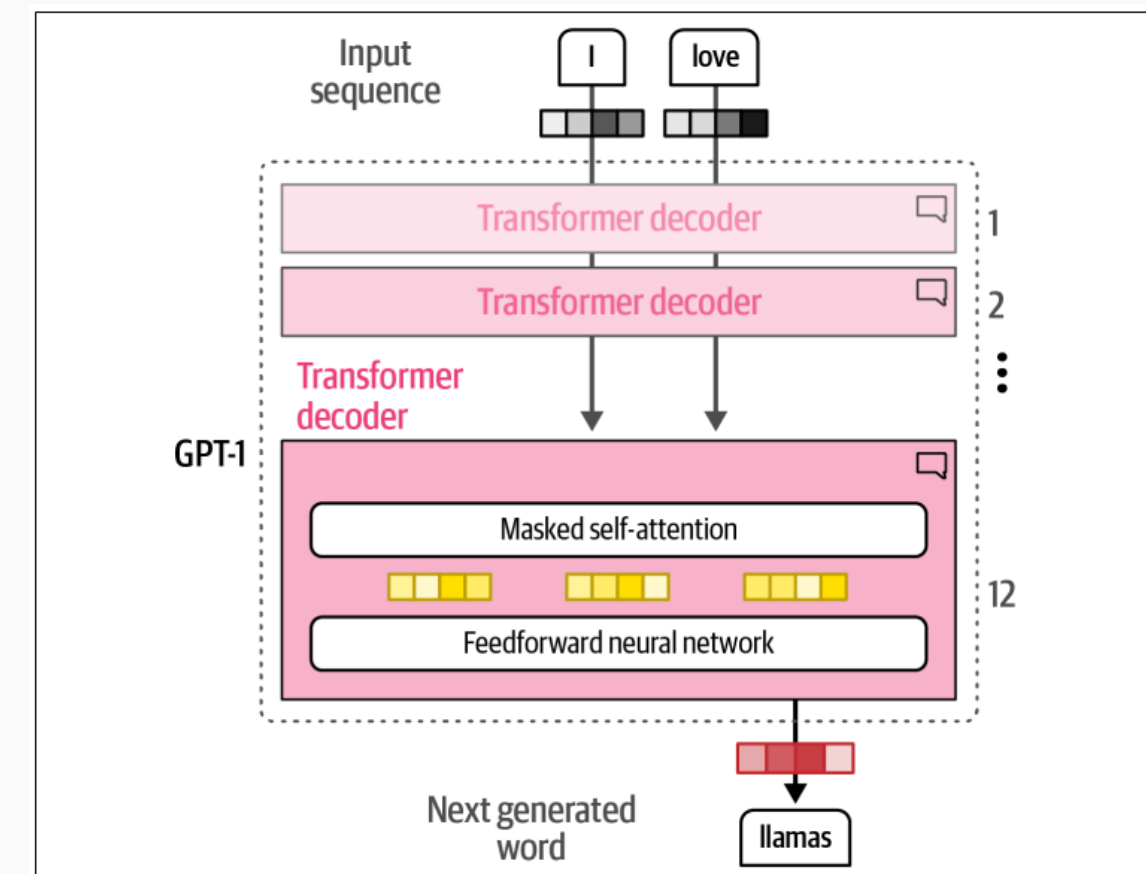 Input
sequence
I
love
Transformer decoder
1
Transformer decoder
2
Transformer
decoder
GPT-1
Masked self-attention
12
Feedforward neural network
Next generated
word
llamas